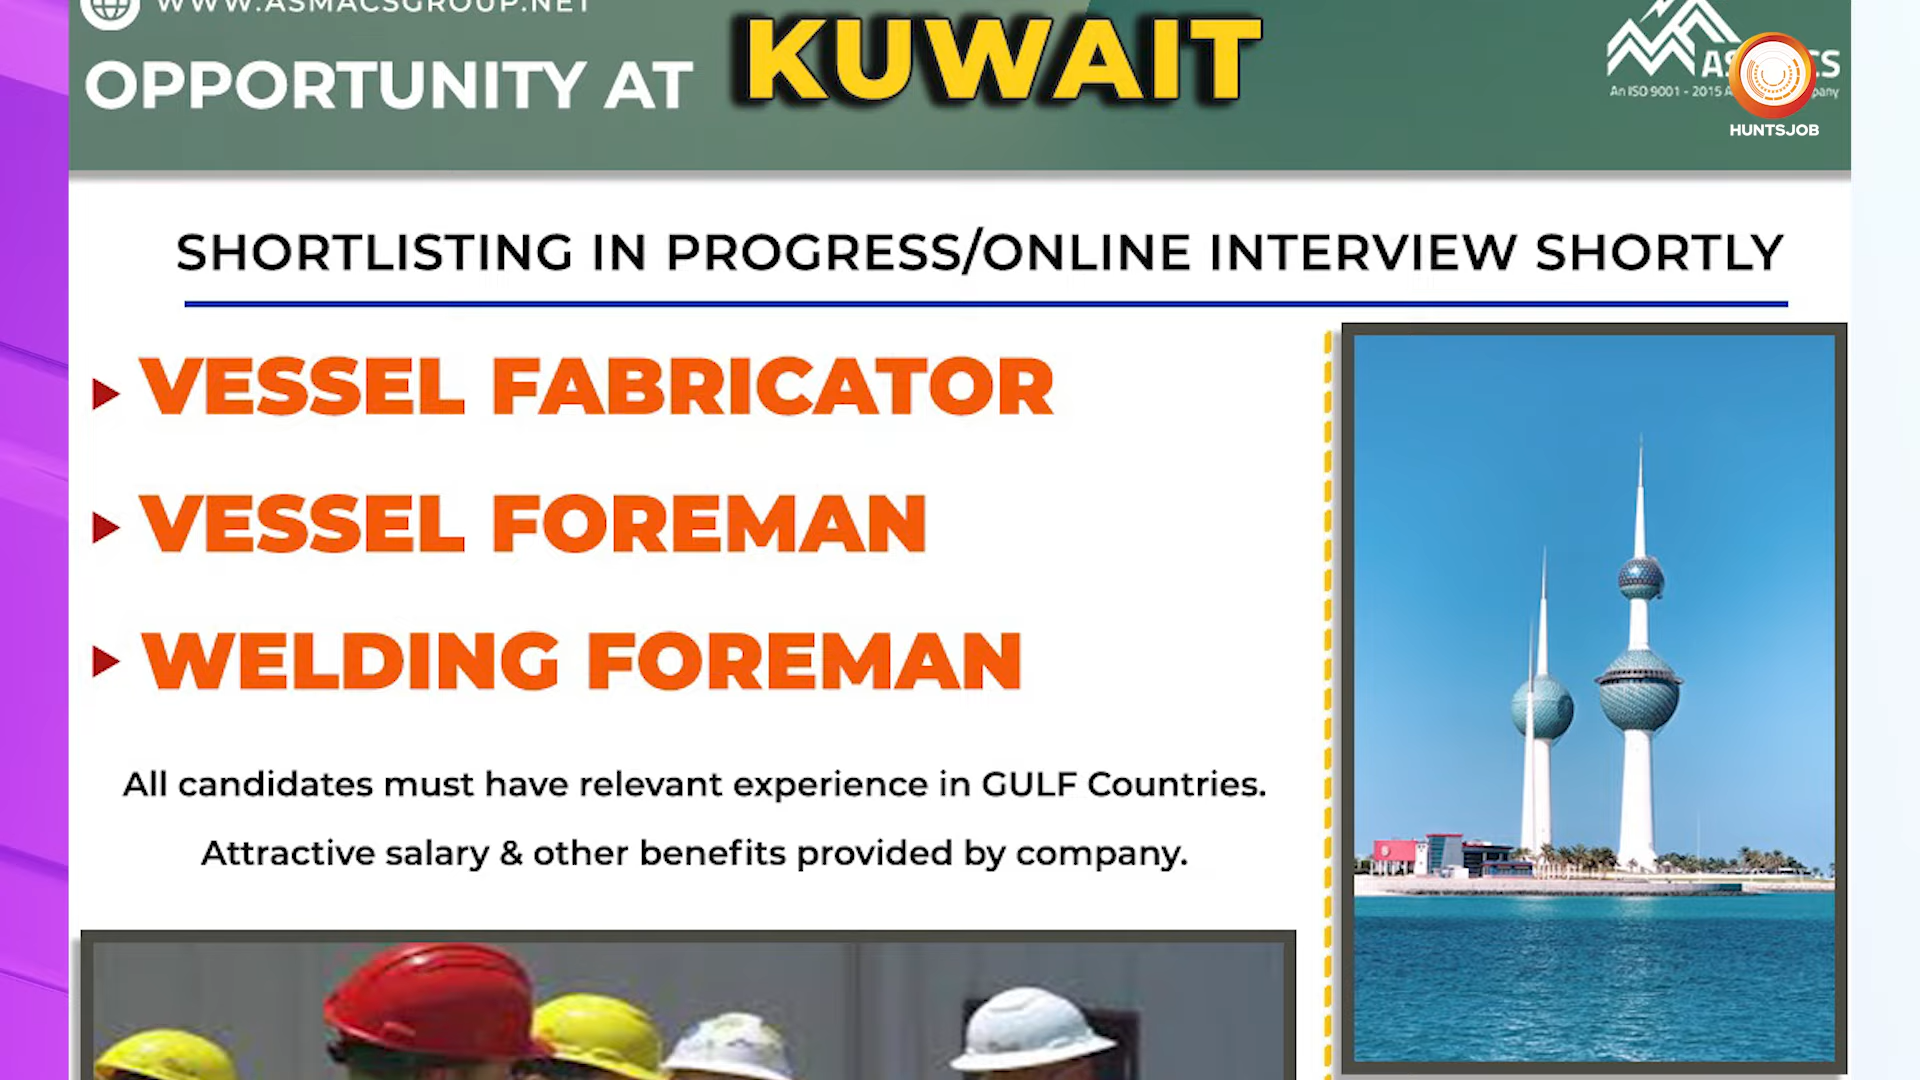 WWW.ASMACSGROUP.NET
OPPORTUNITY AT KUWAIT
An ISO 9001 - 2015
HUNTSJOB
SHORTLISTING IN PROGRESS/ONLINE INTERVIEW SHORTLY
VESSEL FABRICATOR
VESSEL FOREMAN
WELDING FOREMAN
All candidates must have relevant experience in GULF Countries.
Attractive salary & other benefits provided by company.